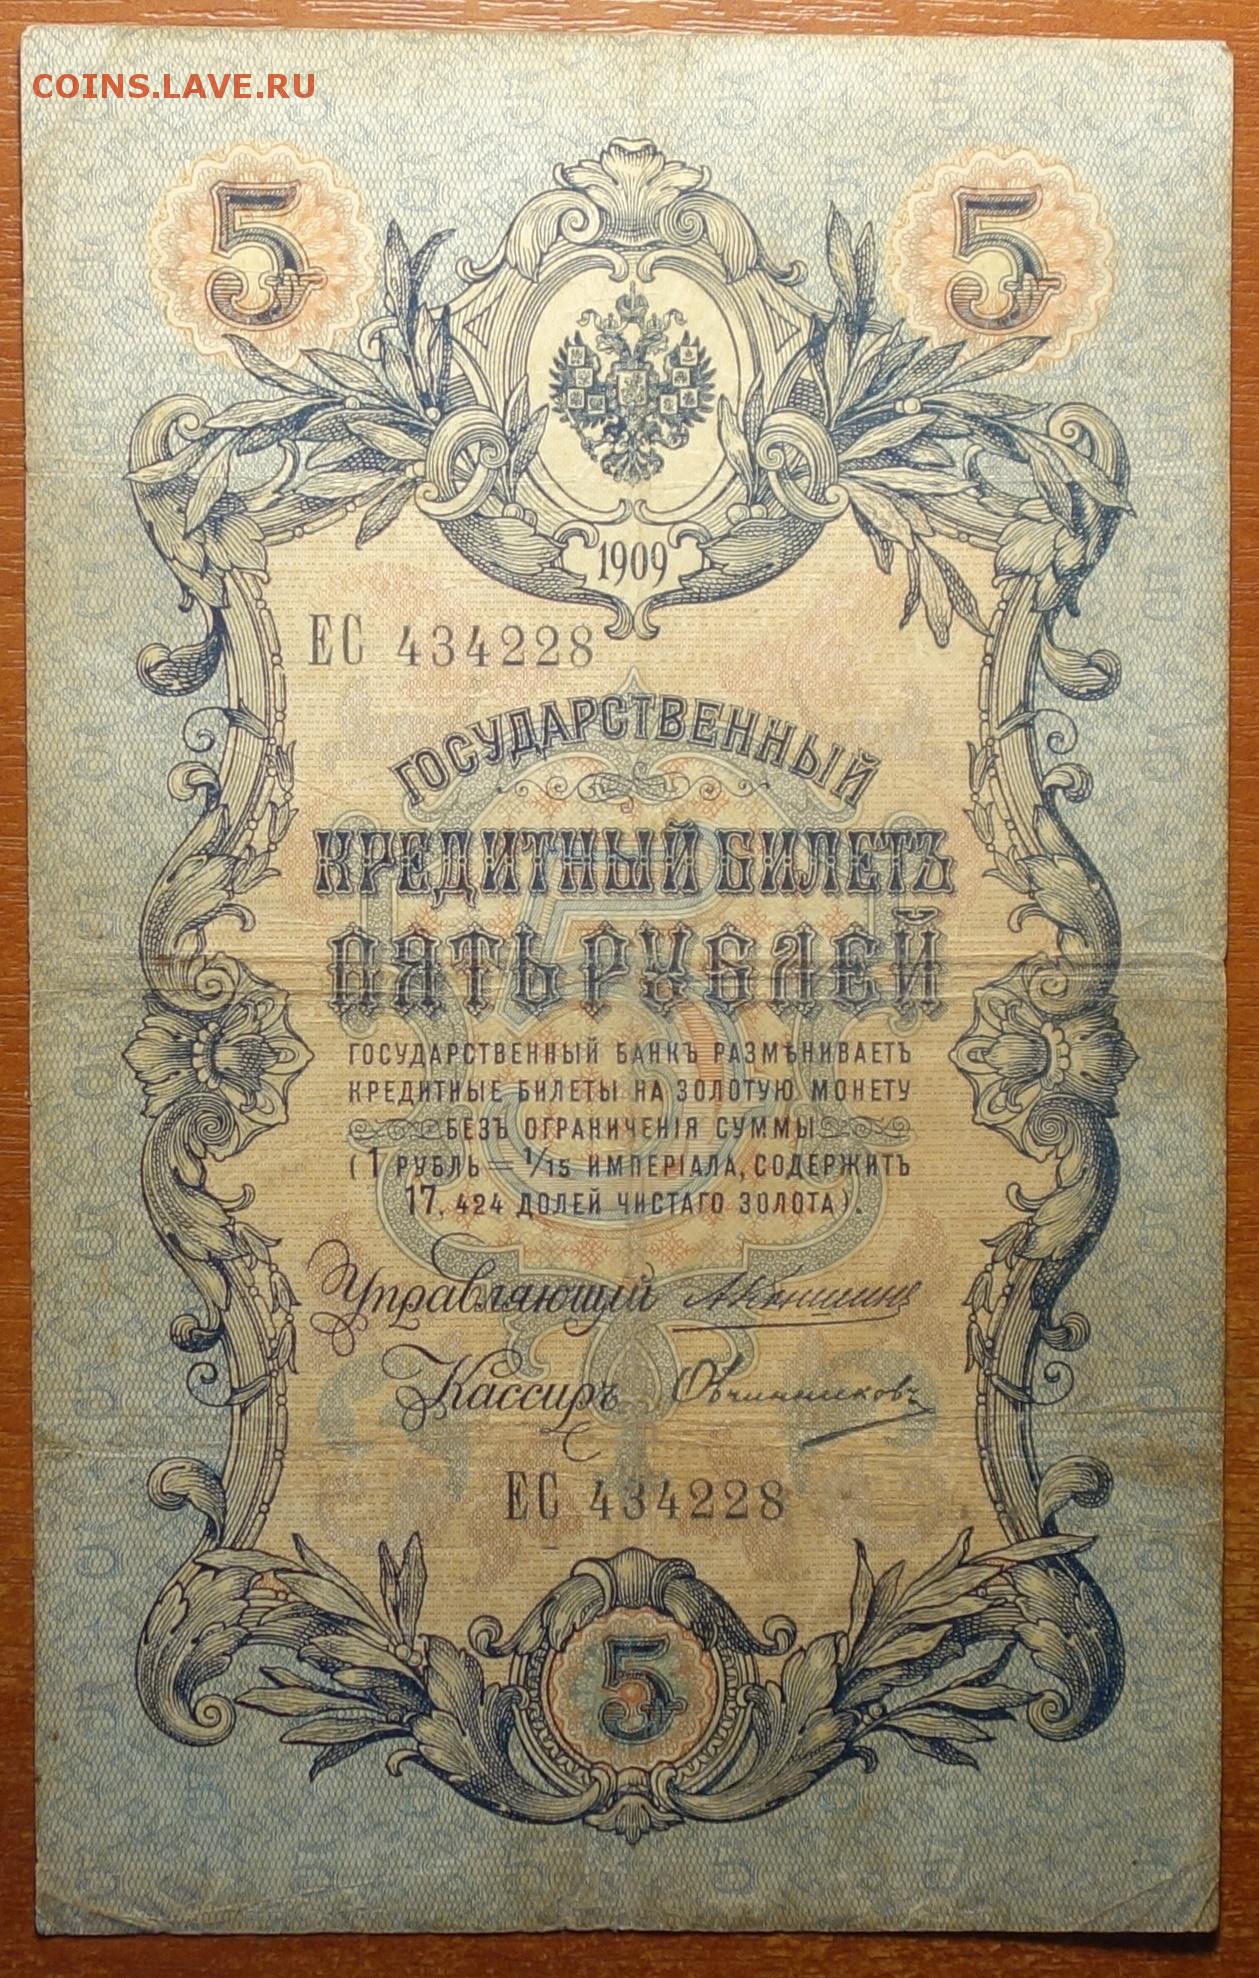 COINS.LAVE.RU
5 5
1909
ЕС 434228
ГОСУДАРСТВЕННЫЙ
КРЕДИТНЫЙ БИЛЕТЪ
ПЯТЬ РУБЛЕЙ
5
ГОСУДАРСТВЕННЫЙ БАНКЪ РАЗМѢНИВАЕТЪ
КРЕДИТНЫЕ БИЛЕТЫ НА ЗОЛОТУЮ МОНЕТУ
БЕЗЪ ОГРАНИЧЕНІЯ СУММЫ
(1 РУБЛЬ = 1/15 ИМПЕРІАЛА, СОДЕРЖИТЪ
17, 424 ДОЛЕЙ ЧИСТАГО ЗОЛОТА).
Управляющій АКоншинъ
Кассиръ Овчинниковъ
ЕС 434228
5